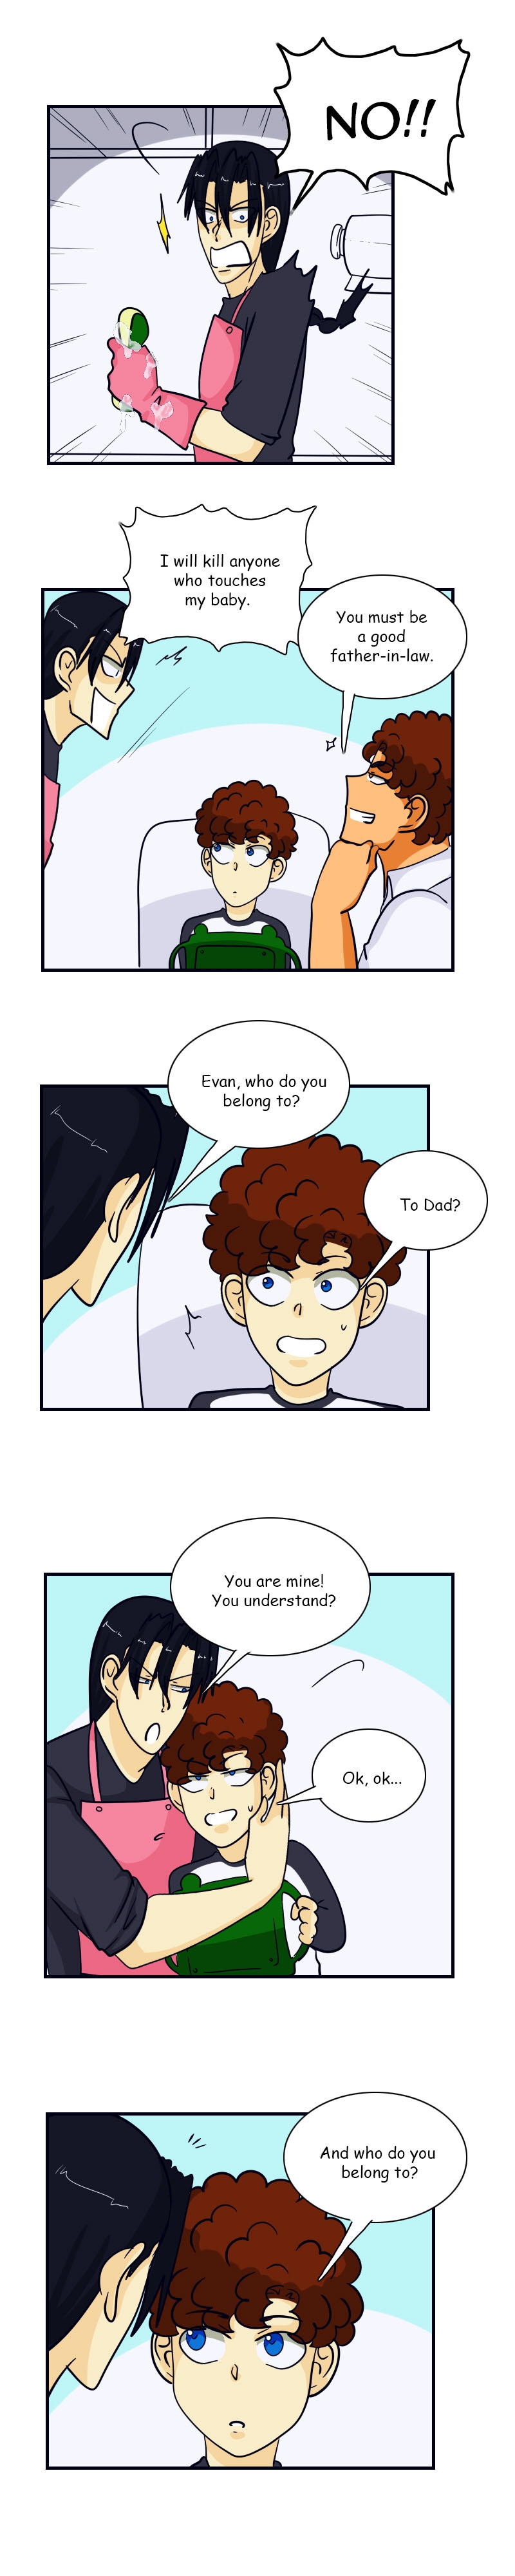 NO!!
I will kill anyone
who touches
my baby.
You must be
a good
father-in-law.
Evan, who do you
belong to?
To Dad?
You are mine!
You understand?
Ok, ok...
And who do you
belong to?